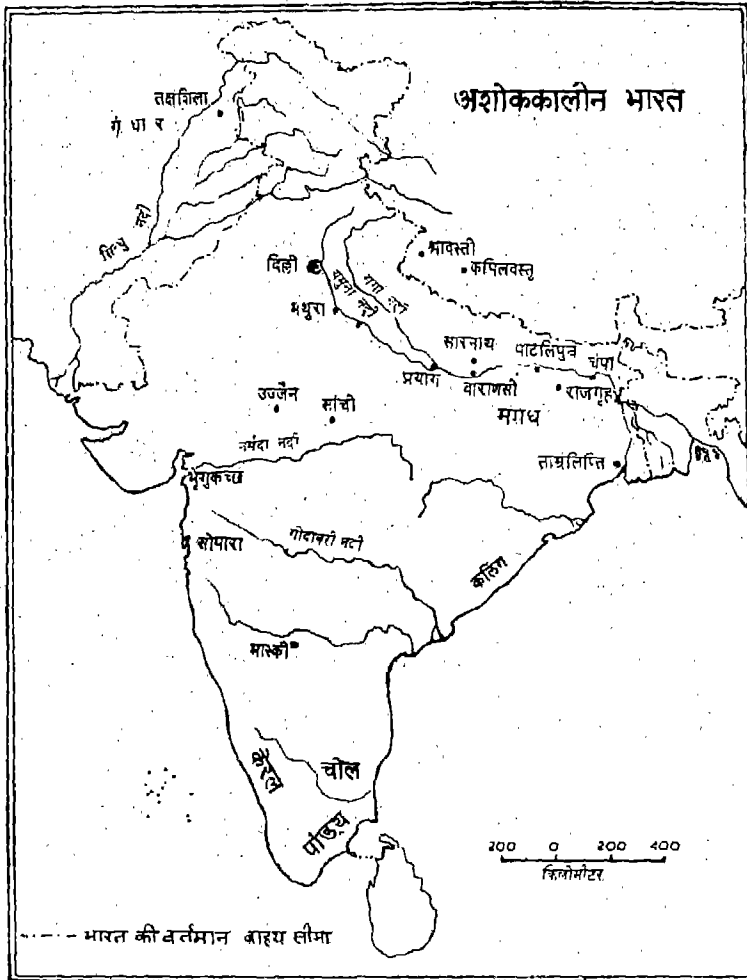 अशोककालीन भारत
तक्षशिला
गंधार
सिन्धु नदी
श्रावस्ती
कपिलवस्तु
दिल्ली
यमुना नदी
गंगा नदी
मथुरा
सारनाथ
पाटलिपुत्र
चंपा
प्रयाग
वाराणसी
राजगृह
मगध
उज्जैन
सांची
नर्मदा नदी
ताम्रलिप्ति
भृगुकच्छा
सोपारा
गोदावरी नदी
कलिंग
मास्की
केरल
चोल
पांड्य
200 0 200 400
किलोमीटर
भारत की वर्तमान बाह्य सीमा